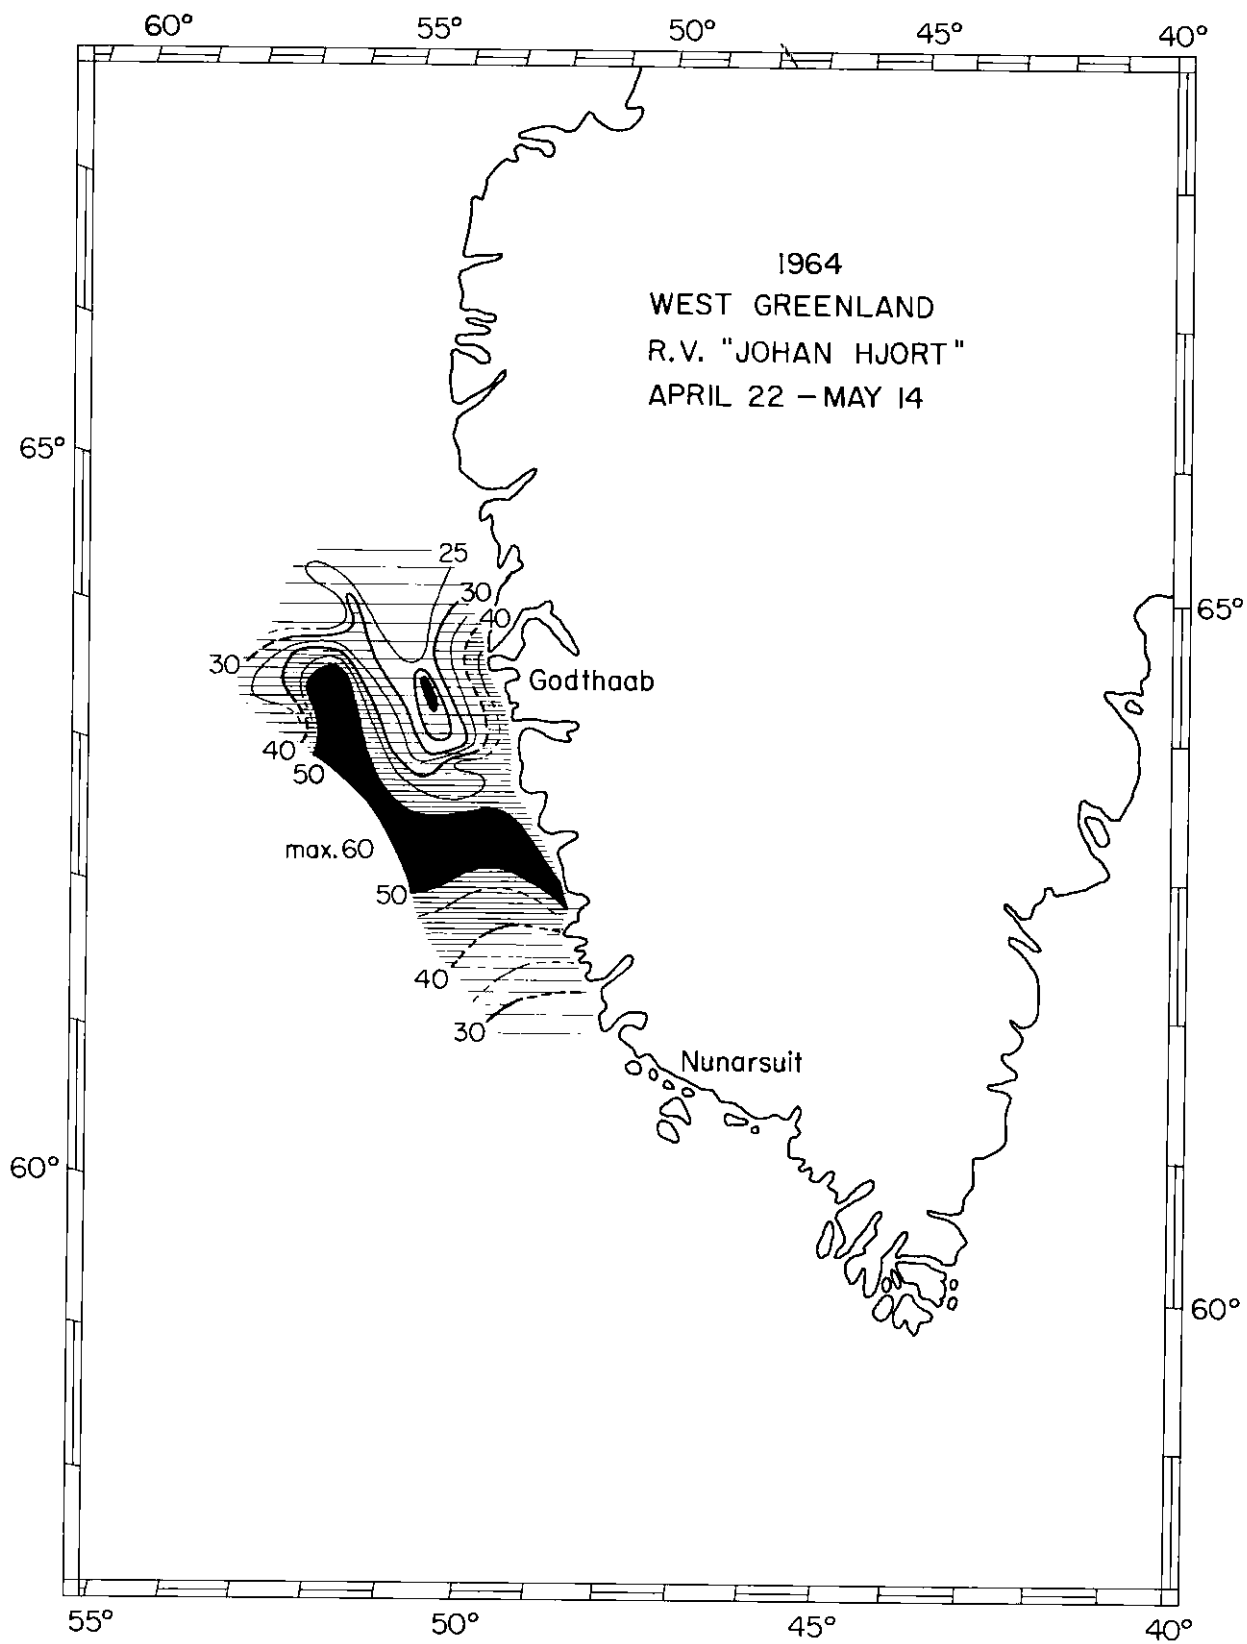 60° 55° 50° 45° 40°
1964
WEST GREENLAND
R.V. "JOHAN HJORT"
APRIL 22 – MAY 14
65°
25
30
40
65°
30
Godthaab
40
50
max. 60
50
40
30
Nunarsuit
60°
60°
55° 50° 45° 40°